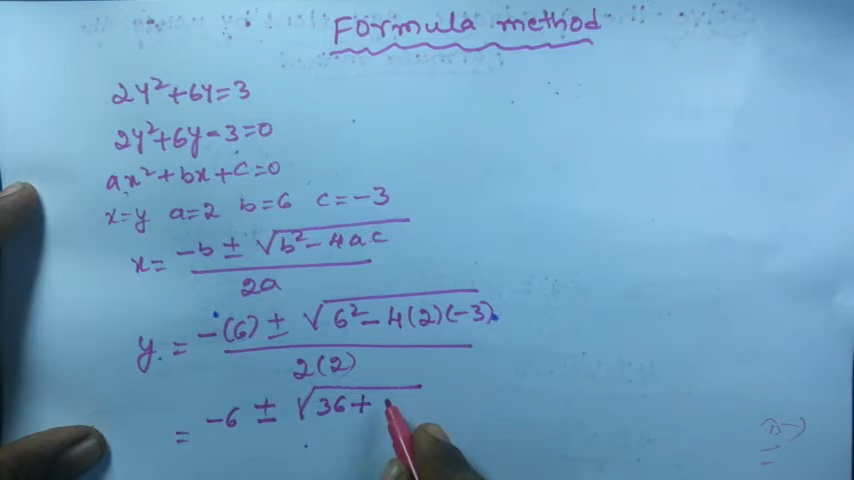 Formula method
2y²+6y=3
2y²+6y-3=0
ax²+bx+c=0
x=y a=2 b=6 c=-3
x= -b ± √b²-4ac
2a
y = -(6) ± √6²-4(2)(-3)
2(2)
= -6 ± √36+